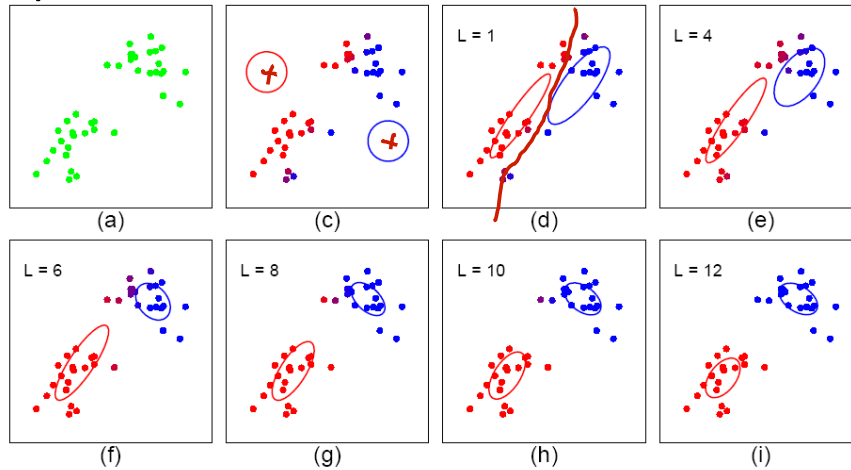 L = 1
L = 4
(a)
(c)
(d)
(e)
L = 6
L = 8
L = 10
L = 12
(f)
(g)
(h)
(i)